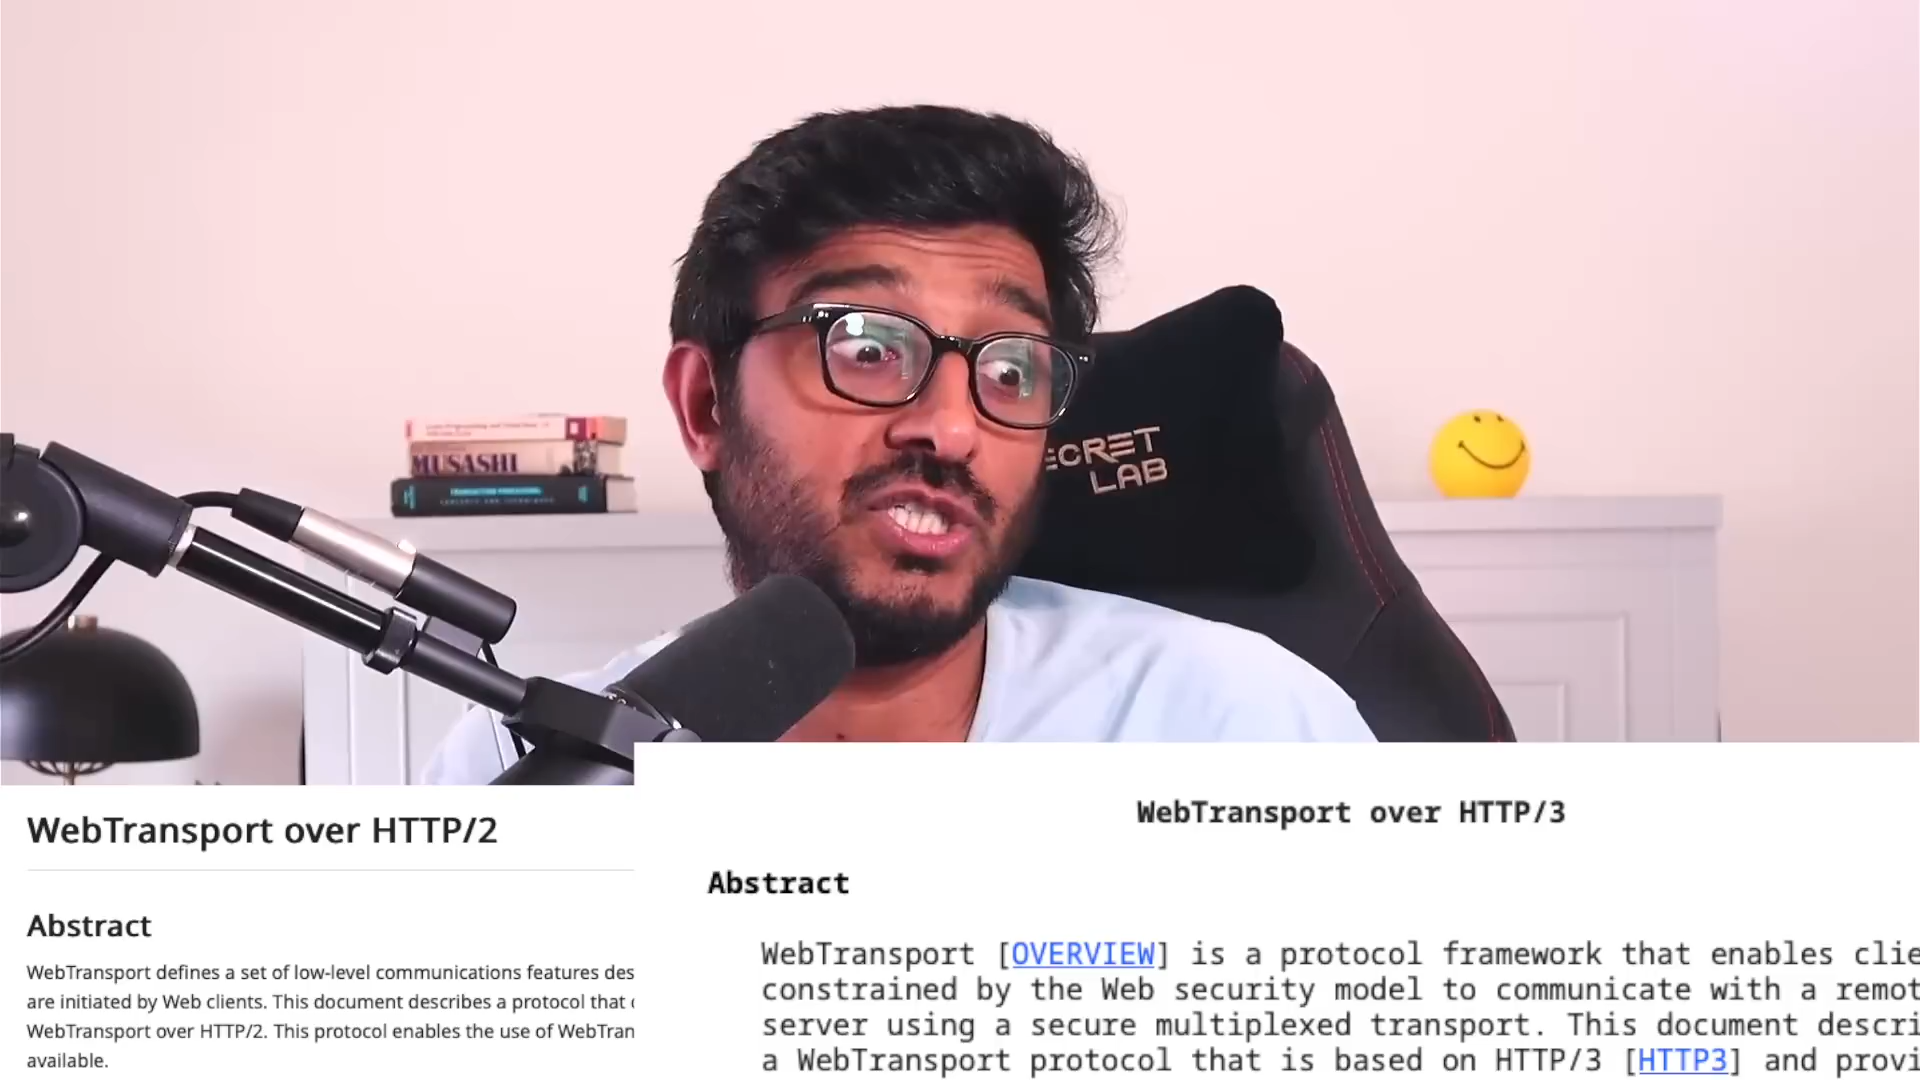 MUSASHI
ECRET
LAB
WebTransport over HTTP/2
Abstract
WebTransport defines a set of low-level communications features des
are initiated by Web clients. This document describes a protocol that
WebTransport over HTTP/2. This protocol enables the use of WebTran
available.
WebTransport over HTTP/3
Abstract
WebTransport [OVERVIEW] is a protocol framework that enables clie
constrained by the Web security model to communicate with a remot
server using a secure multiplexed transport. This document descri
a WebTransport protocol that is based on HTTP/3 [HTTP3] and provi